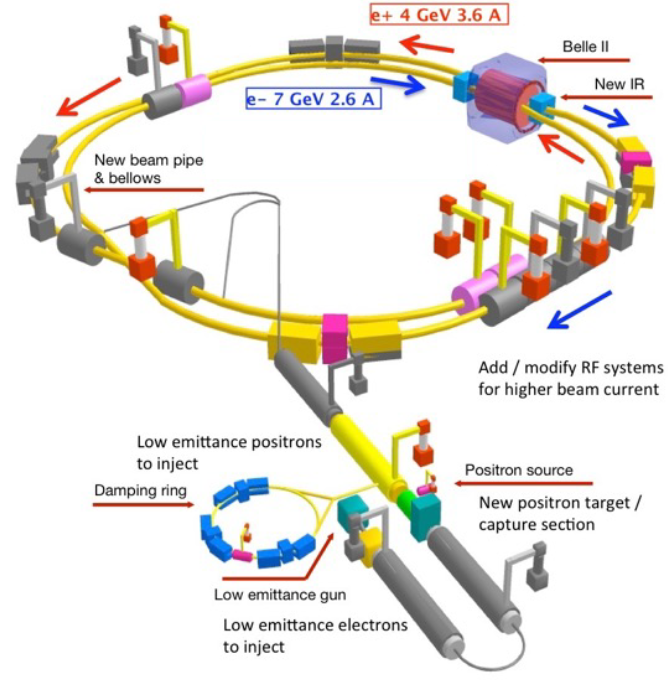 e+ 4 GeV 3.6 A
Belle II
e− 7 GeV 2.6 A
New IR
New beam pipe
& bellows
Add / modify RF systems
for higher beam current
Low emittance positrons
to inject
Damping ring
Positron source
New positron target /
capture section
Low emittance gun
Low emittance electrons
to inject